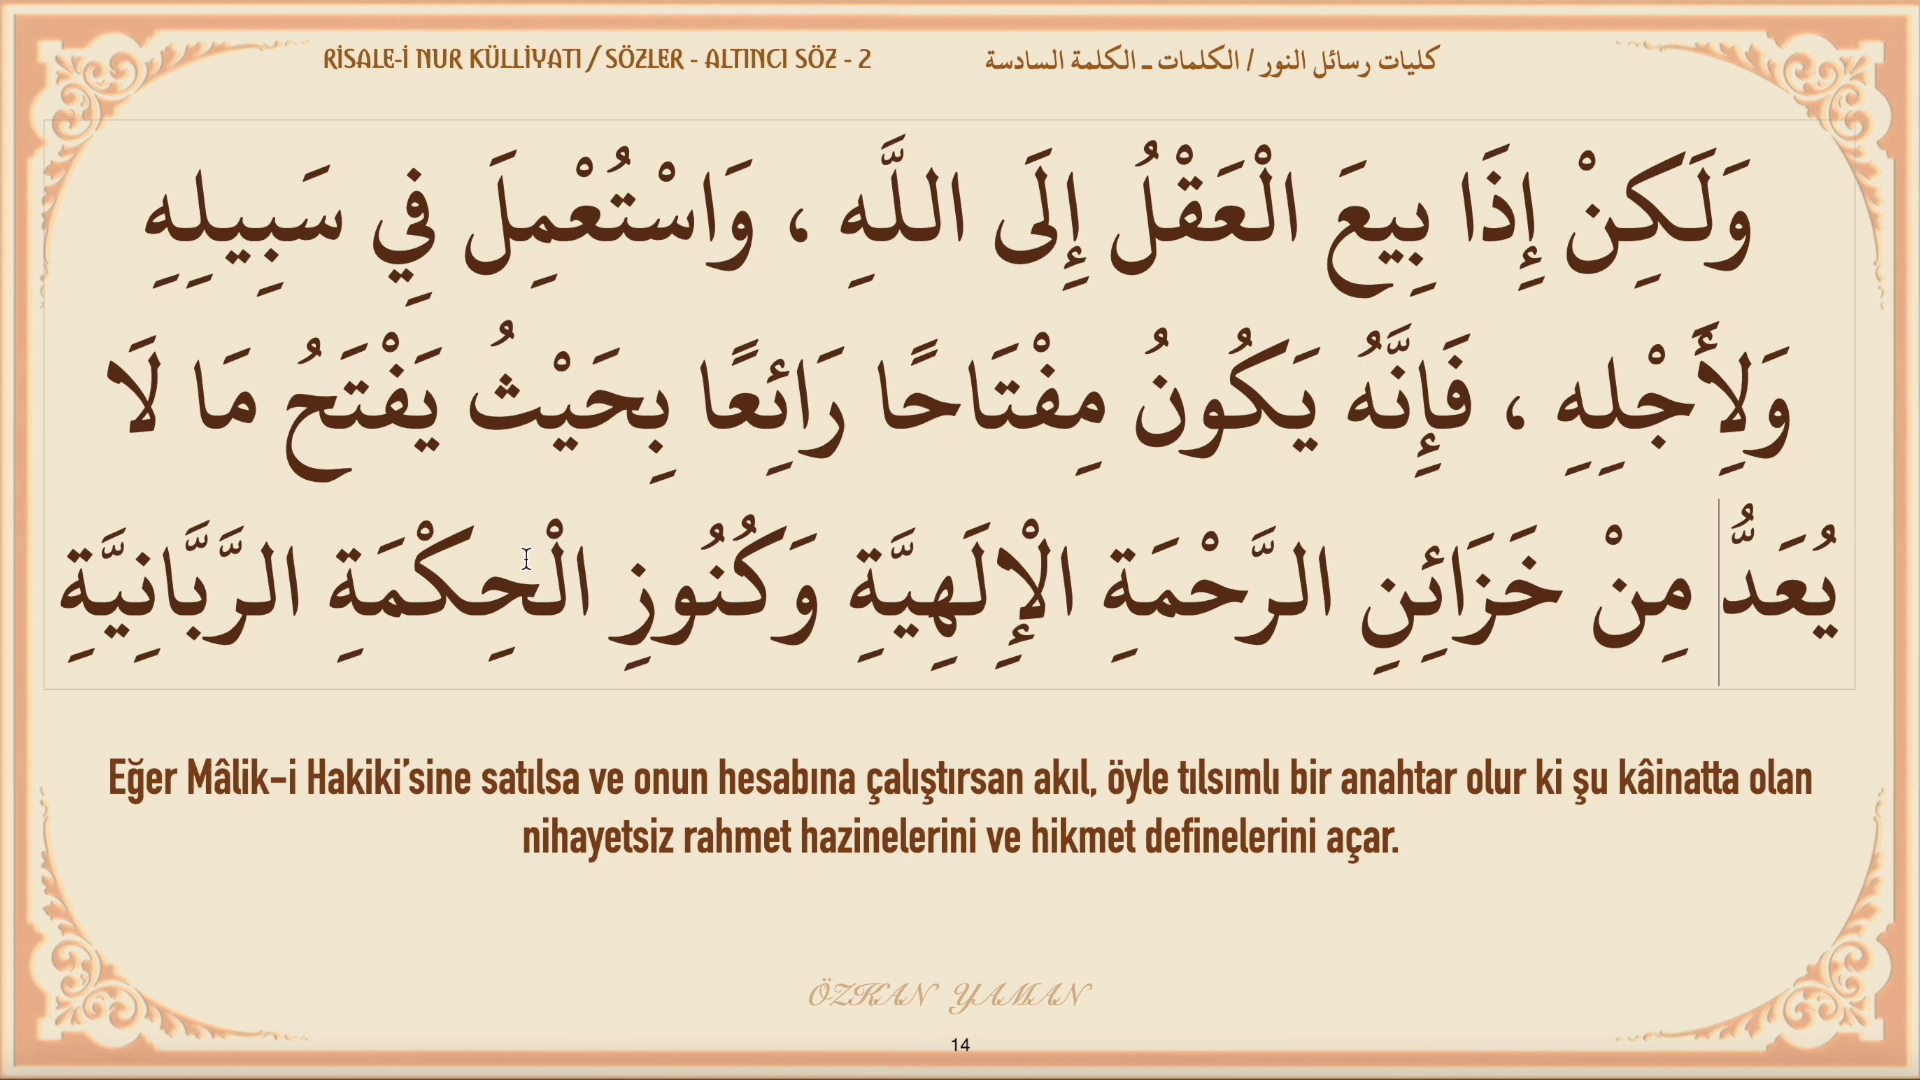 RİSALE-İ NUR KÜLLİYATI / SÖZLER - ALTINCI SÖZ - 2
كليات رسائل النور / الكلمات ـ الكلمة السادسة
وَلَكِنْ إِذَا بِيعَ الْعَقْلُ إِلَى اللَّهِ ، وَاسْتُعْمِلَ فِي سَبِيلِهِ
وَلِأَجْلِهِ ، فَإِنَّهُ يَكُونُ مِفْتَاحًا رَائِعًا بِحَيْثُ يَفْتَحُ مَا لَا
يُعَدُّ مِنْ خَزَائِنِ الرَّحْمَةِ الْإِلَهِيَّةِ وَكُنُوزِ الْحِكْمَةِ الرَّبَّانِيَّةِ
Eğer Mâlik-i Hakiki’sine satılsa ve onun hesabına çalıştırsan akıl, öyle tılsımlı bir anahtar olur ki şu kâinatta olan
nihayetsiz rahmet hazinelerini ve hikmet definelerini açar.
ÖZKAN YAMAN
14